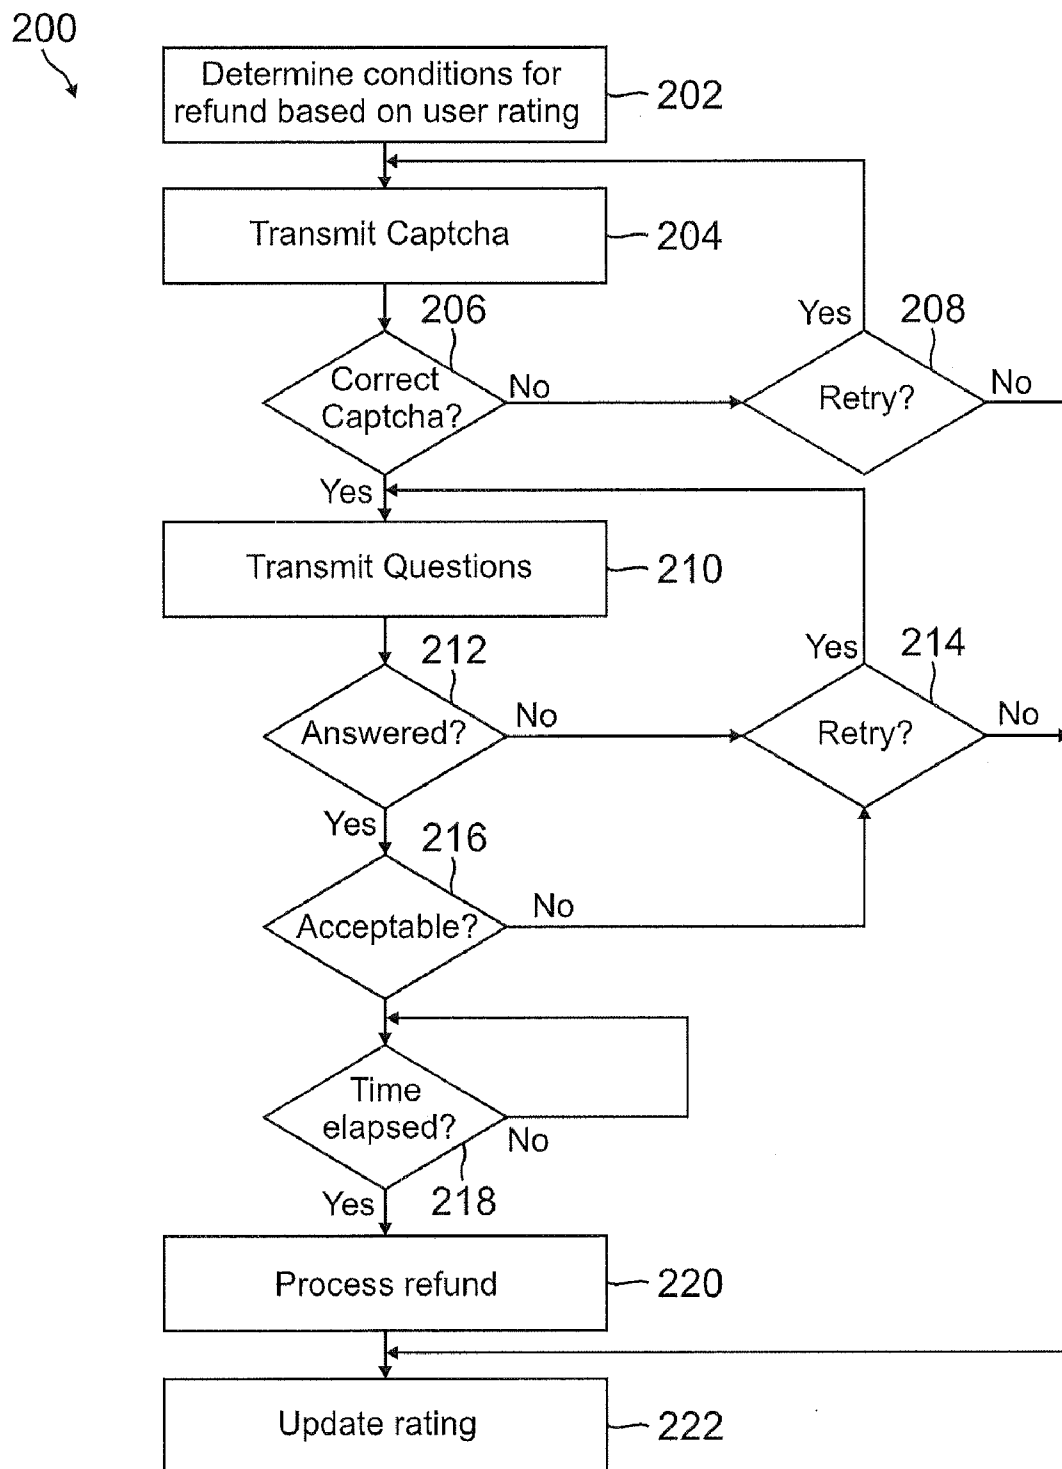 200
Determine conditions for
refund based on user rating
202
Transmit Captcha
204
206
Correct
Captcha?
No
Yes
208
Retry?
No
Yes
Transmit Questions
210
212
Answered?
No
Yes
214
Retry?
No
Yes
216
Acceptable?
No
Time
elapsed?
No
218
Yes
Process refund
220
Update rating
222